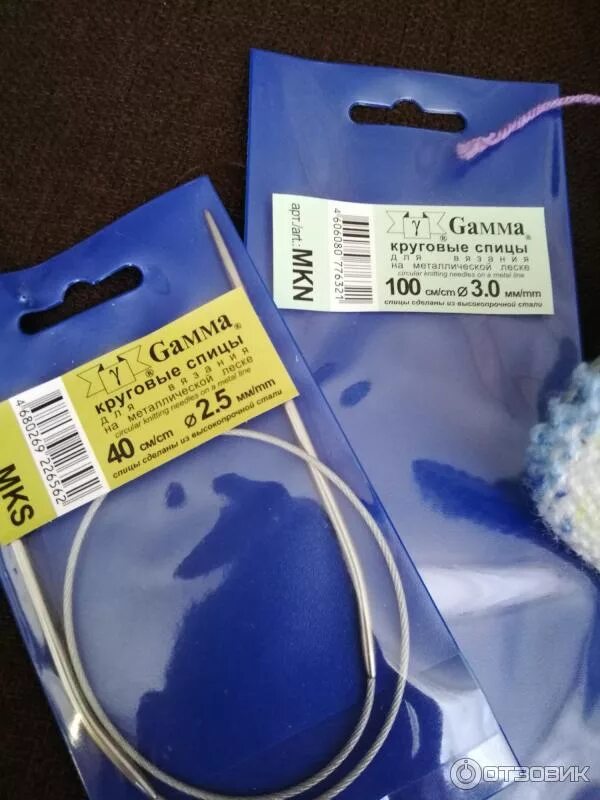 арт./art.: MKN
4 606080 776321
γ
®
Gamma®
круговые спицы
для вязания
на металлической леске
circular knitting needles on a metal line
100 см/cm ⌀ 3.0 мм/mm
спицы сделаны из высокопрочной стали
MKS
4 680269 226562
γ
®
Gamma®
круговые спицы
для вязания
на металлической леске
circular knitting needles on a metal line
40 см/cm ⌀ 2.5 мм/mm
спицы сделаны из высокопрочной стали
ОТЗОВИК